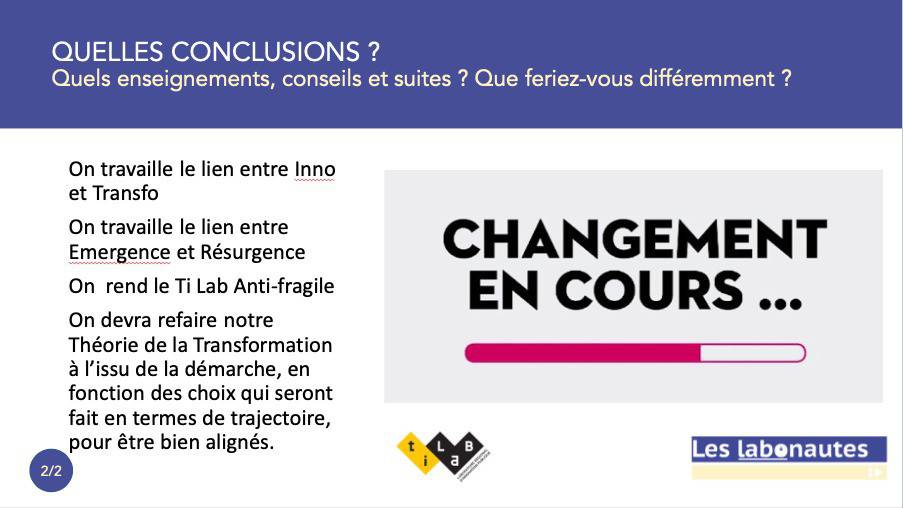 QUELLES CONCLUSIONS ?
Quels enseignements, conseils et suites ? Que feriez-vous différemment ?
On travaille le lien entre Inno
et Transfo
On travaille le lien entre
Emergence et Résurgence
On  rend le Ti Lab Anti-fragile
On devra refaire notre
Théorie de la Transformation
à l’issu de la démarche, en
fonction des choix qui seront
fait en termes de trajectoire,
pour être bien alignés.
CHANGEMENT
EN COURS ...
ti LaB
Les labonautes
2/2